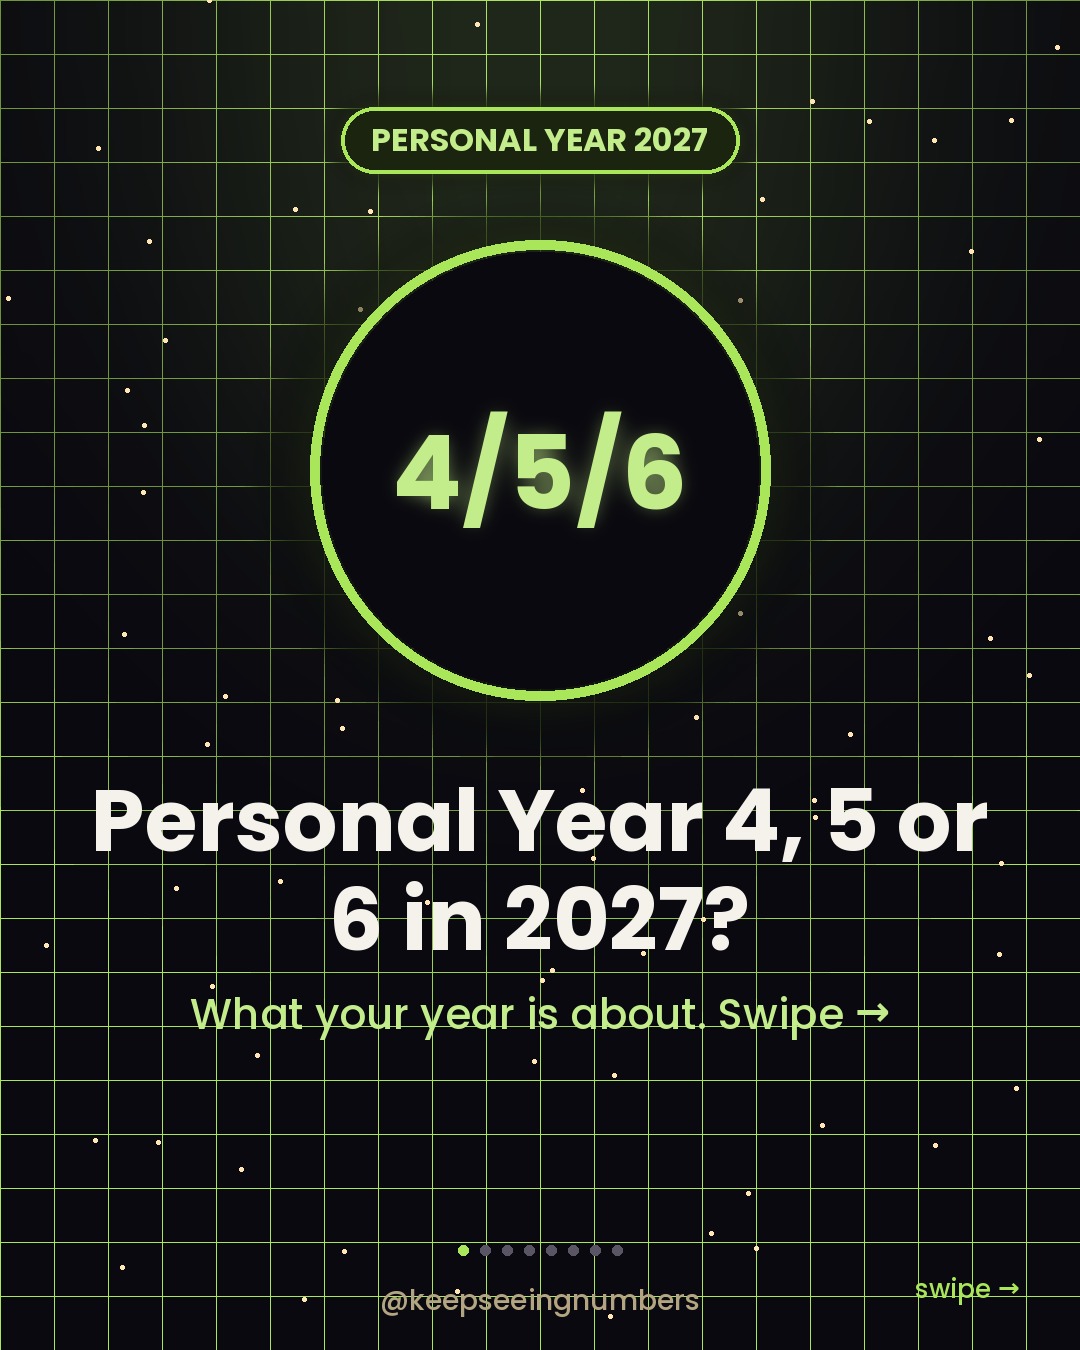 PERSONAL YEAR 2027
4/5/6
Personal Year 4, 5 or
6 in 2027?
What your year is about. Swipe →
@keepseeingnumbers
swipe →